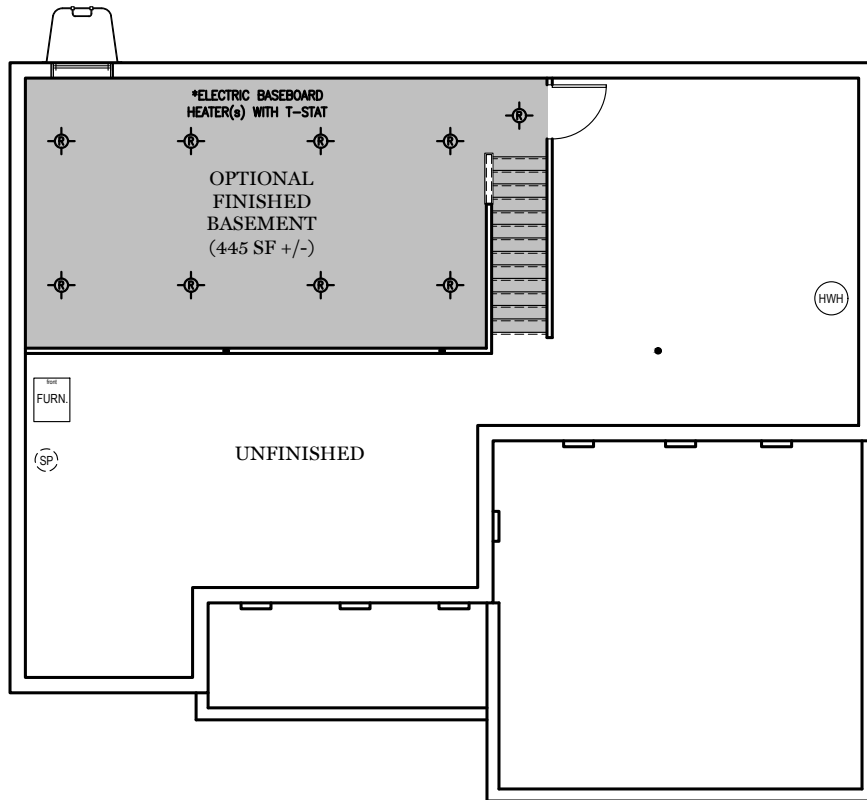 *ELECTRIC BASEBOARD
HEATER(s) WITH T-STAT
R
R
R
R
R
OPTIONAL
FINISHED
BASEMENT
(445 SF +/-)
R
R
R
R
HWH
front
FURN.
UNFINISHED
SP